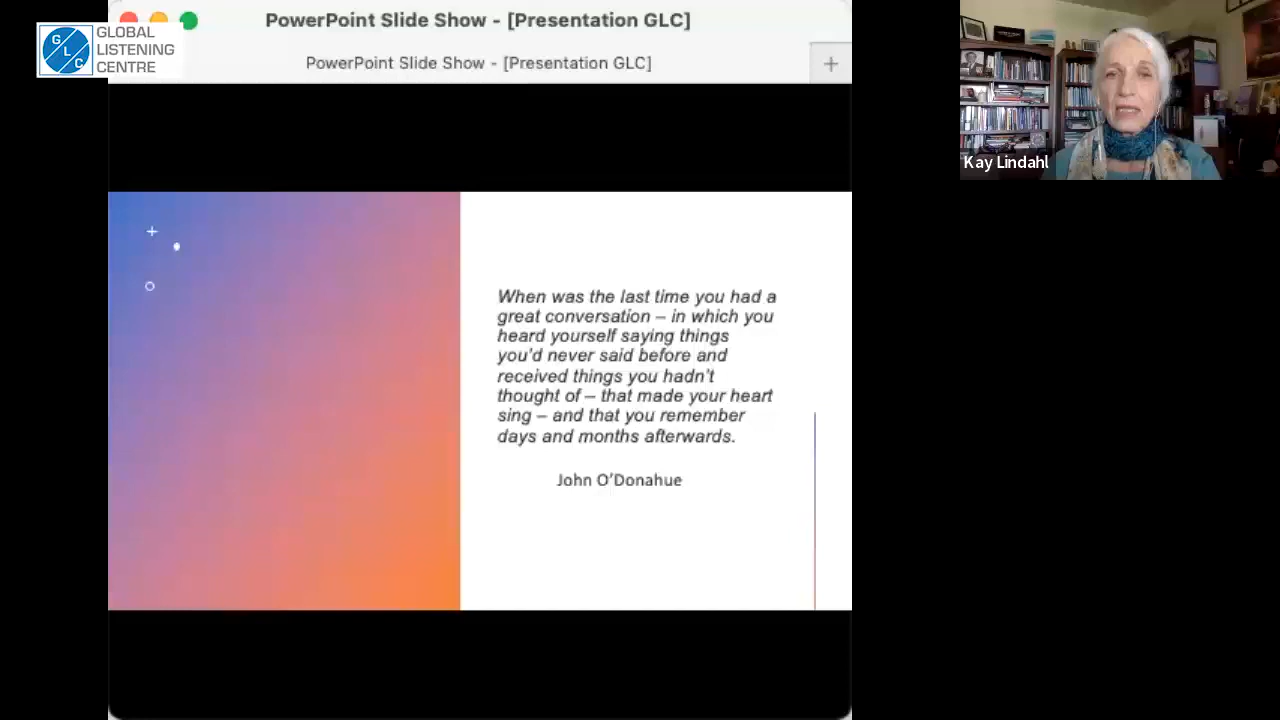 PowerPoint Slide Show - [Presentation GLC]
GLC
GLOBAL
LISTENING
CENTRE
PowerPoint Slide Show - [Presentation GLC]
Kay Lindahl
When was the last time you had a
great conversation – in which you
heard yourself saying things
you'd never said before and
received things you hadn't
thought of – that made your heart
sing – and that you remember
days and months afterwards.
John O'Donahue